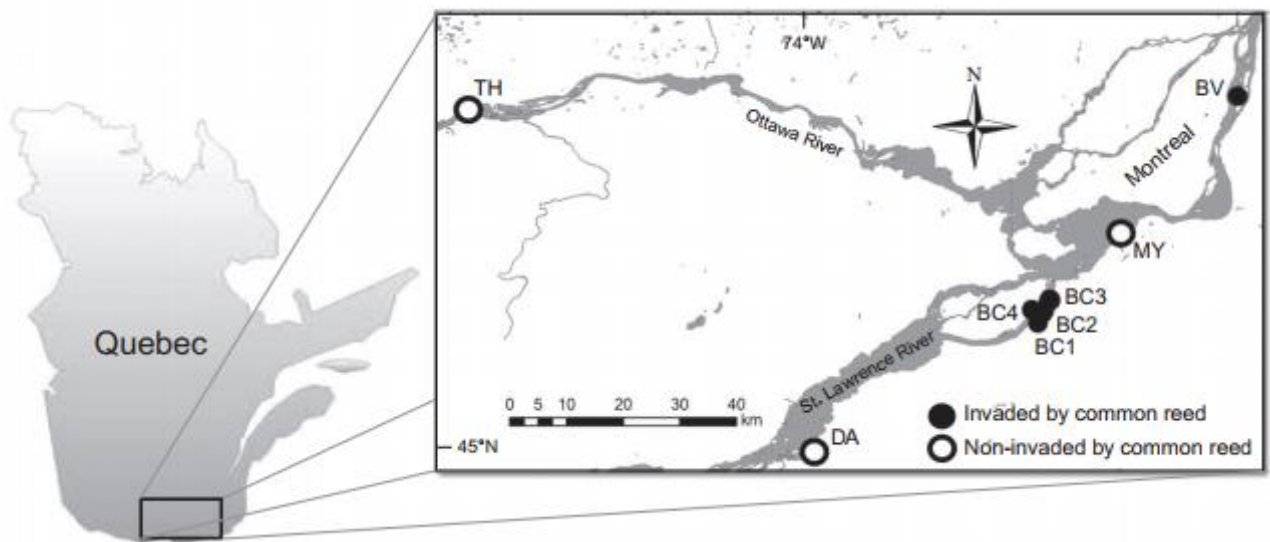 Quebec
74°W
TH
N
BV
Ottawa River
Montreal
MY
BC3
BC4
BC2
BC1
St. Lawrence River
0 5 10 20 30 40
km
Invaded by common reed
45°N
DA
Non-invaded by common reed